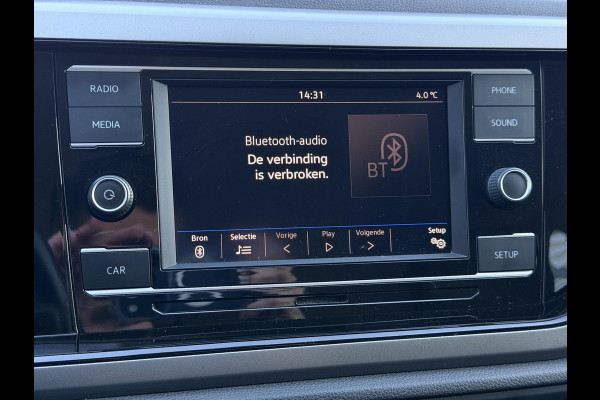 RADIO
MEDIA
CAR
14:31
4.0 °C
Bluetooth-audio
De verbinding
is verbroken.
BT
Bron
Selectie
Vorige
Play
Volgende
Setup
PHONE
SOUND
SETUP